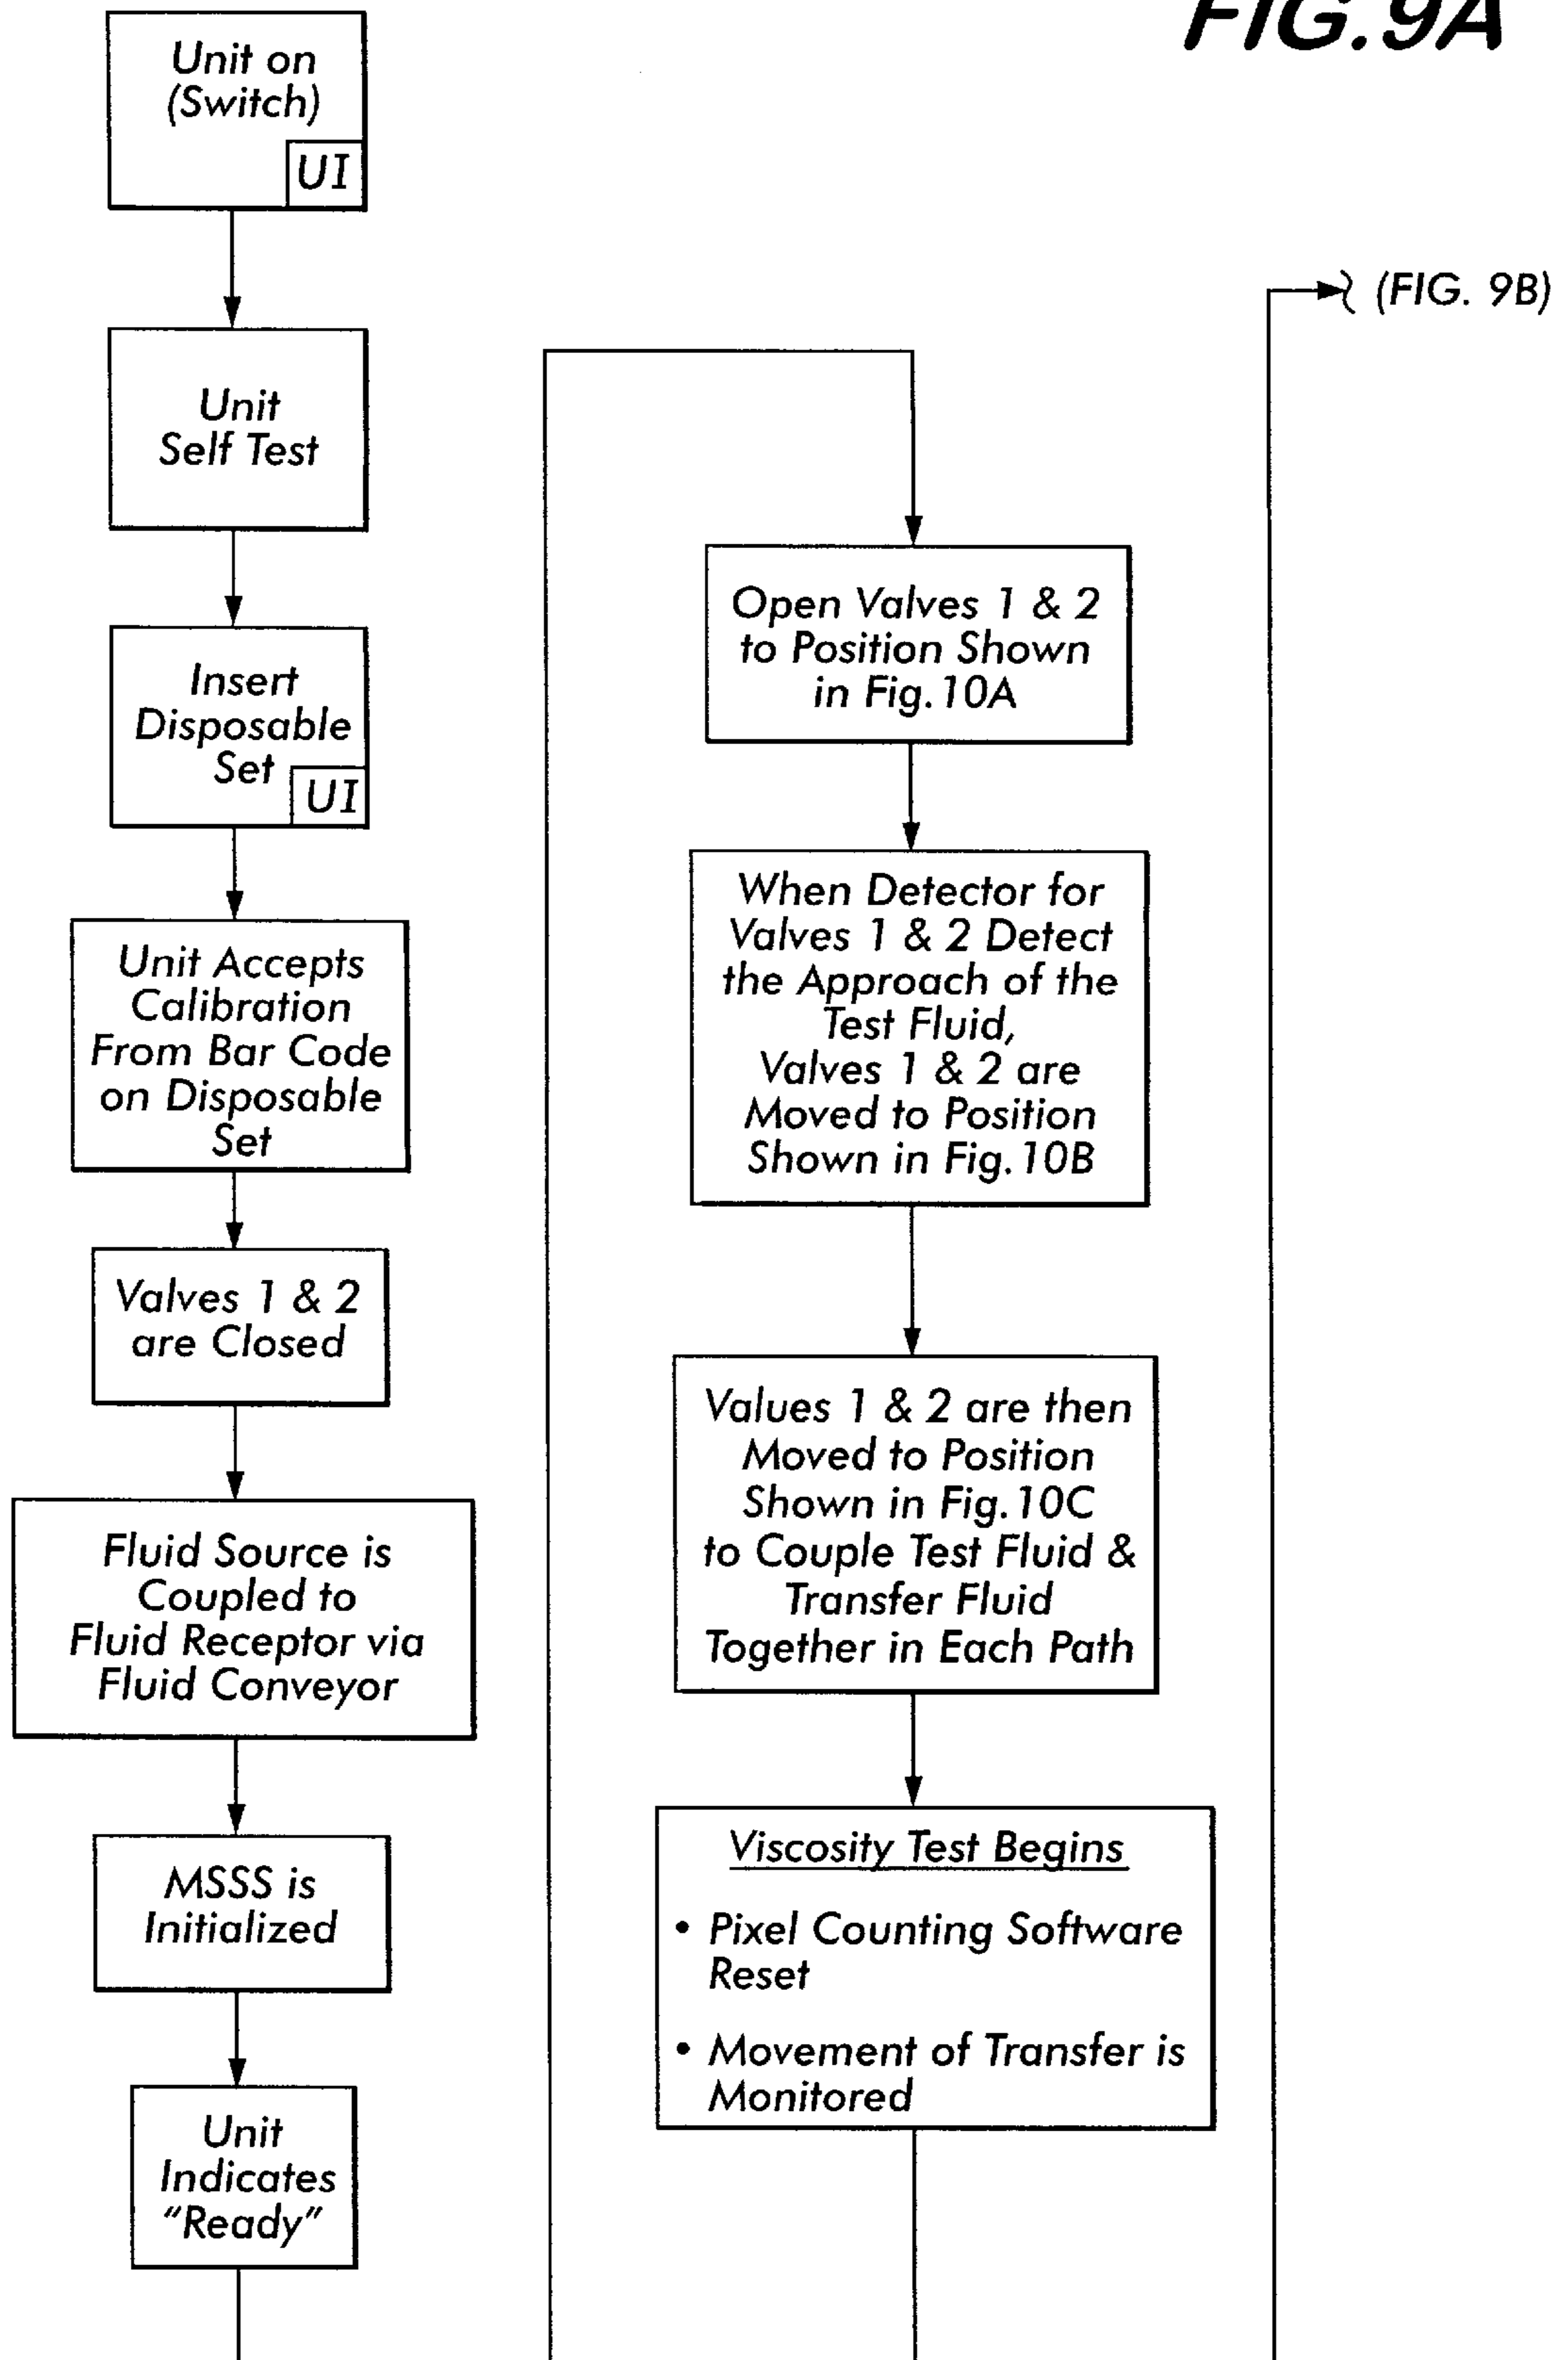 FIG.9A
Unit on
(Switch)
UI
Unit
Self Test
Insert
Disposable
Set
UI
Unit Accepts
Calibration
From Bar Code
on Disposable
Set
Valves 1 & 2
are Closed
Fluid Source is
Coupled to
Fluid Receptor via
Fluid Conveyor
MSSS is
Initialized
Unit
Indicates
"Ready"
Open Valves 1 & 2
to Position Shown
in Fig.10A
When Detector for
Valves 1 & 2 Detect
the Approach of the
Test Fluid,
Valves 1 & 2 are
Moved to Position
Shown in Fig.10B
Values 1 & 2 are then
Moved to Position
Shown in Fig.10C
to Couple Test Fluid &
Transfer Fluid
Together in Each Path
Viscosity Test Begins
• Pixel Counting Software
Reset
• Movement of Transfer is
Monitored
(FIG. 9B)